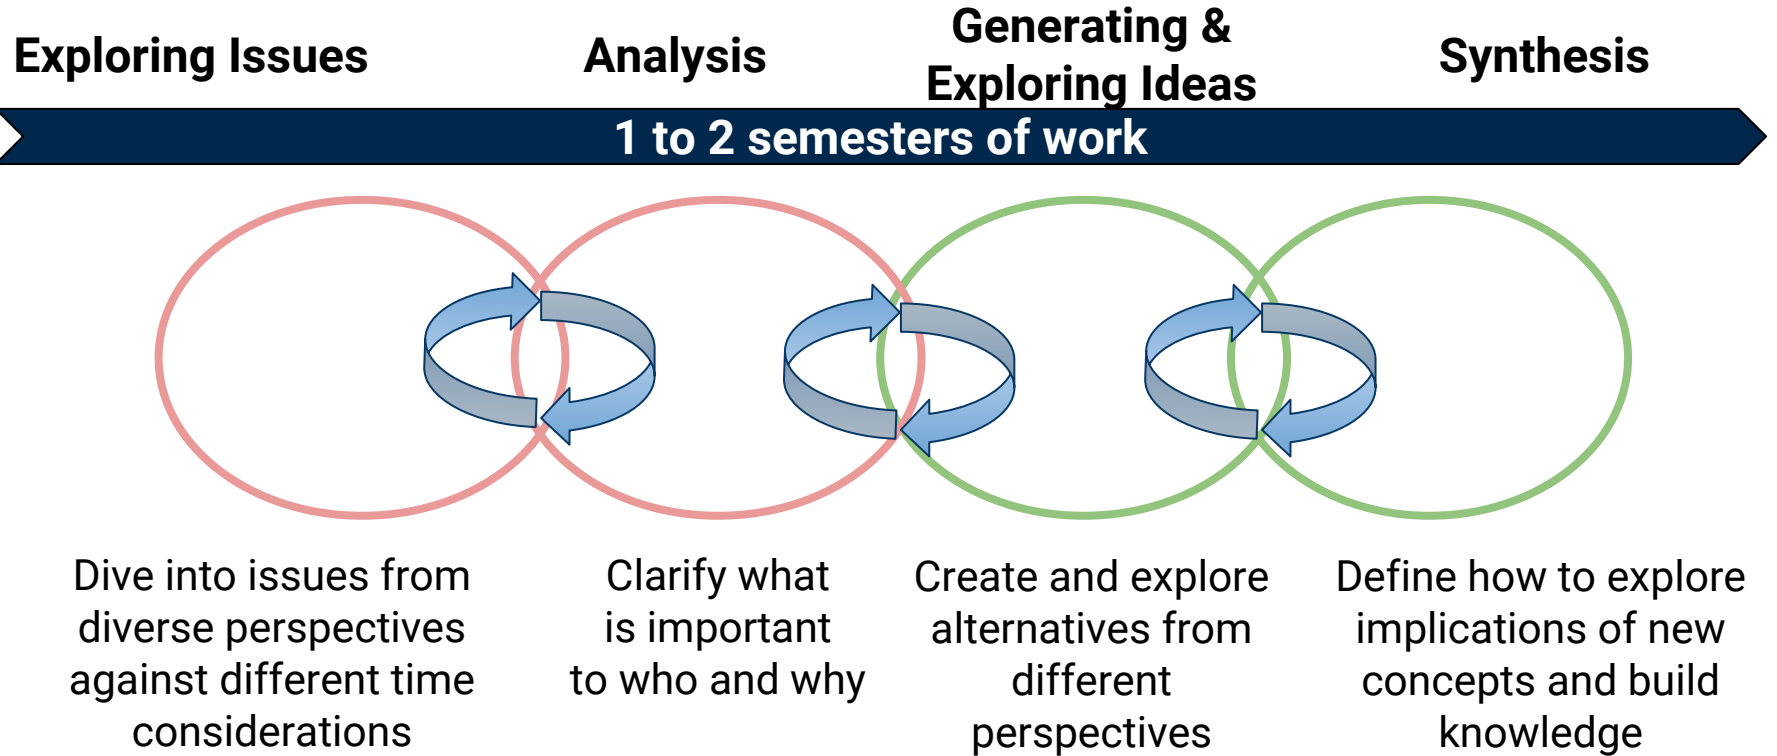 Exploring Issues
Analysis
Generating &
Exploring Ideas
Synthesis
1 to 2 semesters of work
Dive into issues from
diverse perspectives
against different time
considerations
Clarify what
is important
to who and why
Create and explore
alternatives from
different
perspectives
Define how to explore
implications of new
concepts and build
knowledge